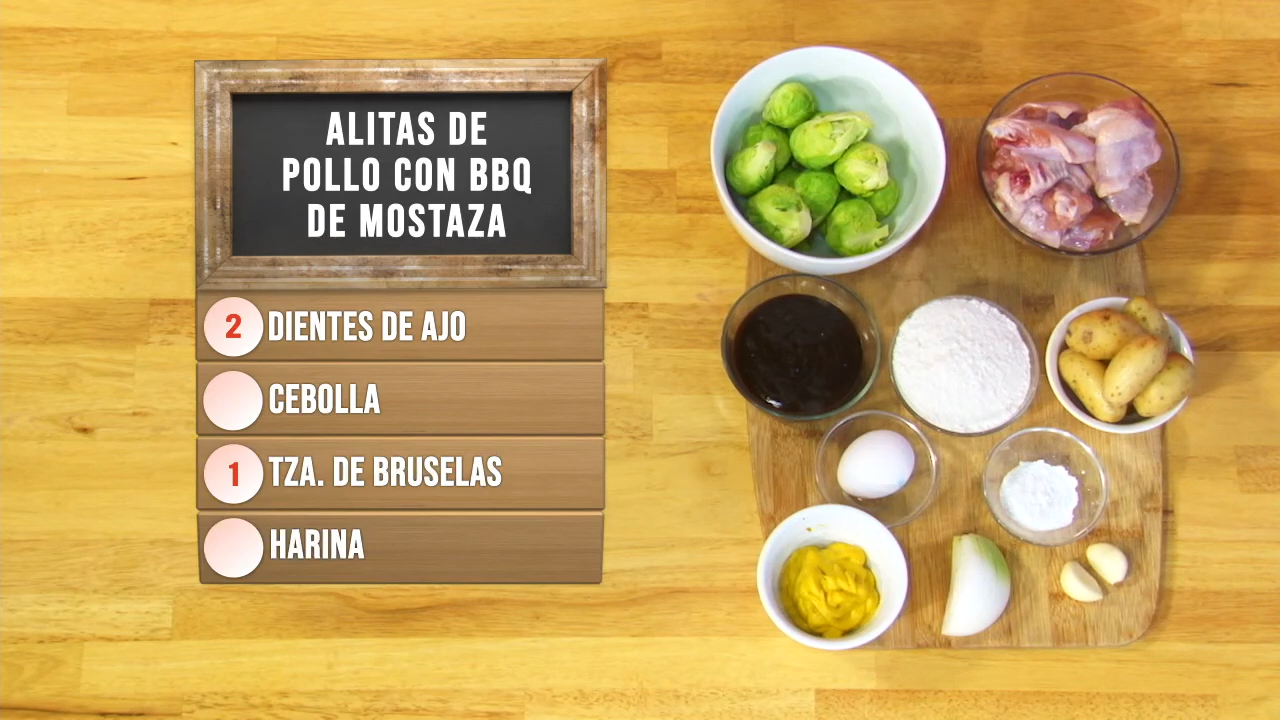 ALITAS DE
POLLO CON BBQ
DE MOSTAZA
2 DIENTES DE AJO
CEBOLLA
1 TZA. DE BRUSELAS
HARINA